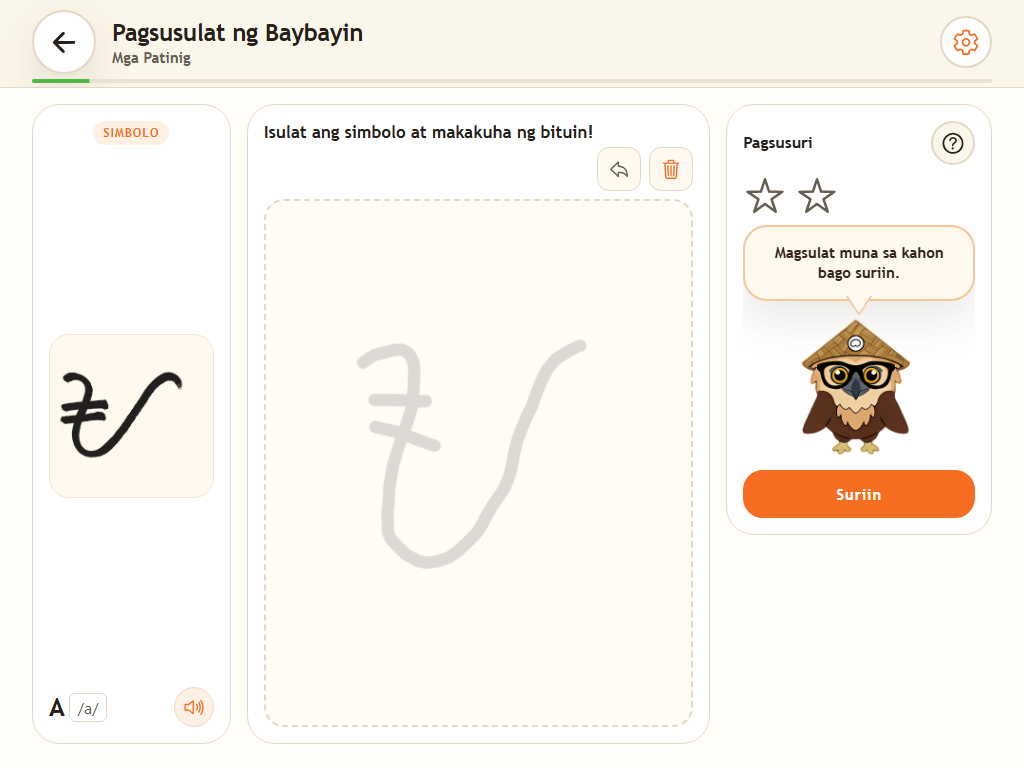 Pagsusulat ng Baybayin
Mga Patinig
SIMBOLO
Isulat ang simbolo at makakuha ng bituin!
Pagsusuri
Magsulat muna sa kahon
bago suriin.
ᜀ
ᜀ
Suriin
A /a/